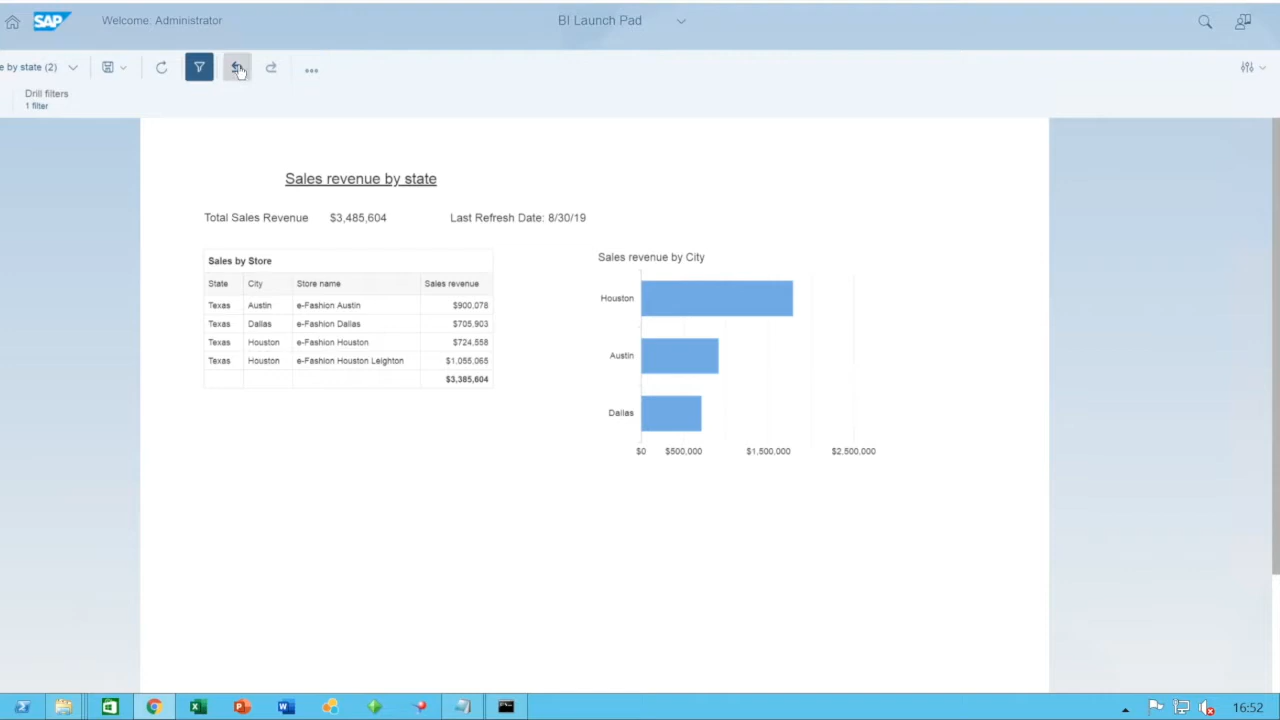 SAP Welcome: Administrator BI Launch Pad
e by state (2)
Drill filters
1 filter
Sales revenue by state
Total Sales Revenue $3,485,604 Last Refresh Date: 8/30/19
Sales by Store
State City Store name Sales revenue
Texas Austin e-Fashion Austin $900,078
Texas Dallas e-Fashion Dallas $705,903
Texas Houston e-Fashion Houston $724,558
Texas Houston e-Fashion Houston Leighton $1,055,065
$3,385,604
Sales revenue by City
Houston
Austin
Dallas
$0 $500,000 $1,500,000 $2,500,000
16:52